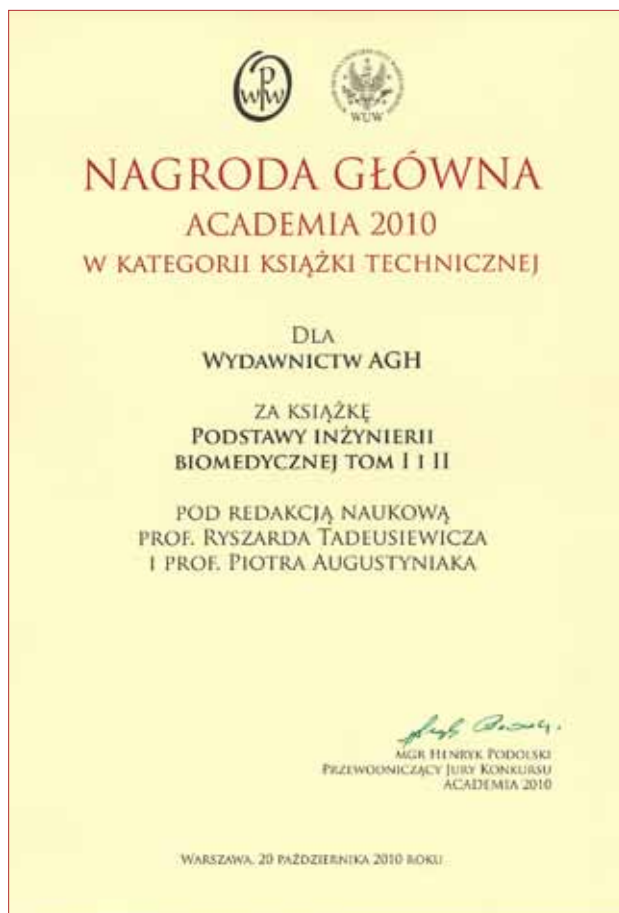 OPWW
WUW
NAGRODA GŁÓWNA
ACADEMIA 2010
W KATEGORII KSIĄŻKI TECHNICZNEJ
DLA
WYDAWNICTW AGH
ZA KSIĄŻKĘ
PODSTAWY INŻYNIERII
BIOMEDYCZNEJ TOM I I II
POD REDAKCJĄ NAUKOWĄ
PROF. RYSZARDA TADEUSIEWICZA
I PROF. PIOTRA AUGUSTYNIAKA
MGR HENRYK PODOLSKI
PRZEWODNICZĄCY JURY KONKURSU
ACADEMIA 2010
WARSZAWA, 20 PAŹDZIERNIKA 2010 ROKU